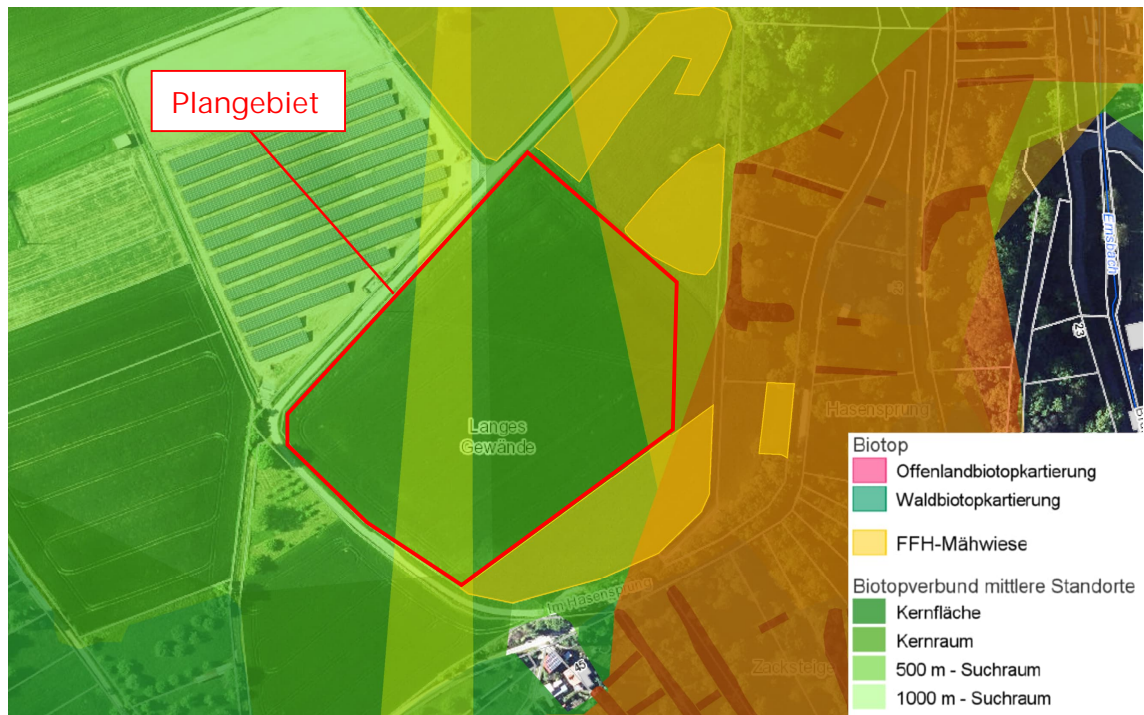 Plangebiet
Emsbach
23
Langes
Gewände
Hasensprung
Im Hasensprung
45
Zacksteige
Biotop
Offenlandbiotopkartierung
Waldbiotopkartierung
FFH-Mähwiese
Biotopverbund mittlere Standorte
Kernfläche
Kernraum
500 m - Suchraum
1000 m - Suchraum